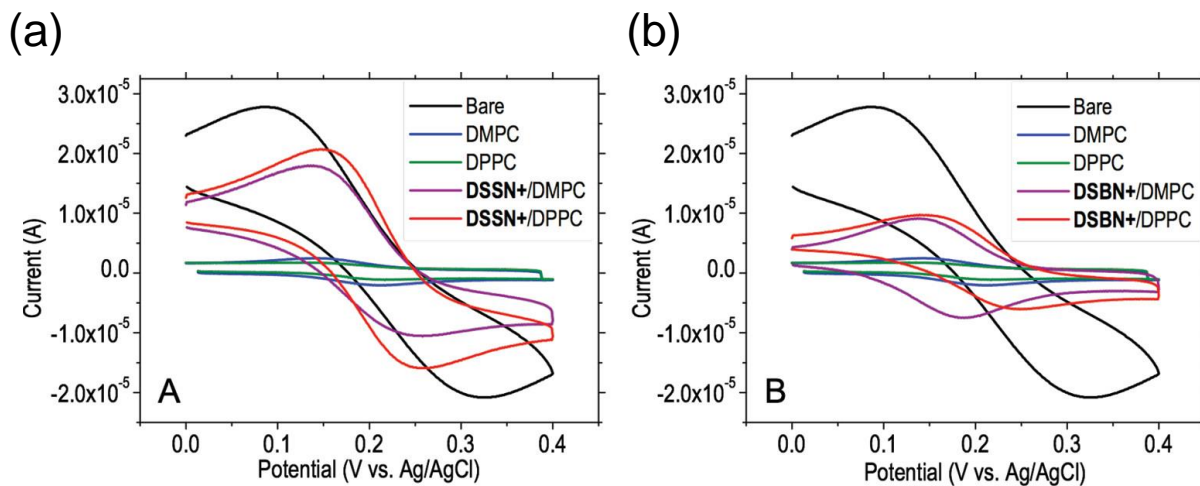 (a)
3.0x10-5
2.0x10-5
1.0x10-5
0.0
-1.0x10-5
-2.0x10-5
Current (A)
Bare
DMPC
DPPC
DSSN+/DMPC
DSSN+/DPPC
A
0.0 0.1 0.2 0.3 0.4
Potential (V vs. Ag/AgCl)
(b)
3.0x10-5
2.0x10-5
1.0x10-5
0.0
-1.0x10-5
-2.0x10-5
Current (A)
Bare
DMPC
DPPC
DSBN+/DMPC
DSBN+/DPPC
B
0.0 0.1 0.2 0.3 0.4
Potential (V vs. Ag/AgCl)